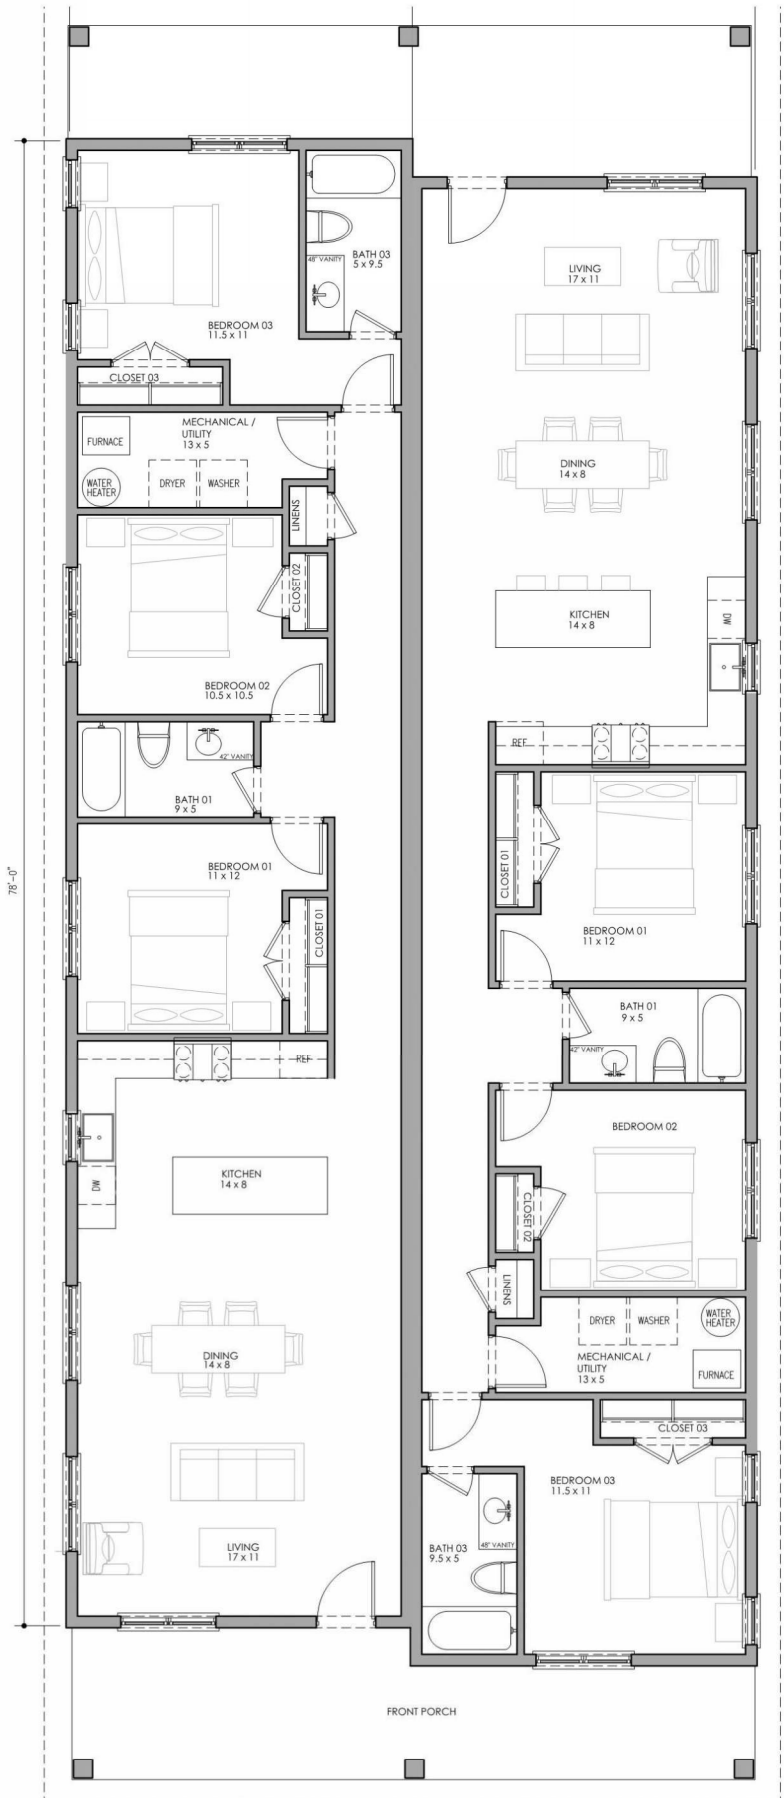 BATH 03
5 x 9.5
48" VANITY
BEDROOM 03
11.5 x 11
CLOSET 03
MECHANICAL /
UTILITY
13 x 5
FURNACE
WATER
HEATER
DRYER
WASHER
LINENS
CLOSET 02
BEDROOM 02
10.5 x 10.5
42" VANITY
BATH 01
9 x 5
BEDROOM 01
11 x 12
CLOSET 01
78'-0"
REF
DW
KITCHEN
14 x 8
DINING
14 x 8
LIVING
17 x 11
LIVING
17 x 11
DINING
14 x 8
KITCHEN
14 x 8
DW
REF
CLOSET 01
BEDROOM 01
11 x 12
BATH 01
9 x 5
42" VANITY
BEDROOM 02
CLOSET 02
LINENS
DRYER
WASHER
WATER
HEATER
MECHANICAL /
UTILITY
13 x 5
FURNACE
CLOSET 03
BEDROOM 03
11.5 x 11
BATH 03
9.5 x 5
48" VANITY
FRONT PORCH